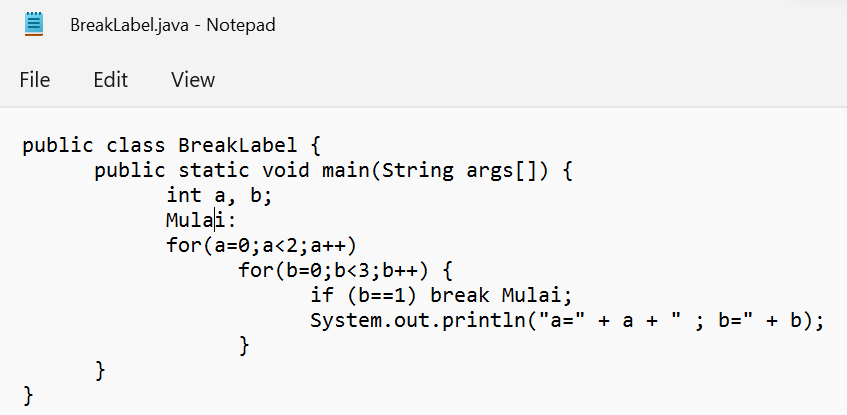 BreakLabel.java - Notepad
File Edit View
public class BreakLabel {
public static void main(String args[]) {
int a, b;
Mulai:
for(a=0;a<2;a++)
for(b=0;b<3;b++) {
if (b==1) break Mulai;
System.out.println("a=" + a + " ; b=" + b);
}
}
}